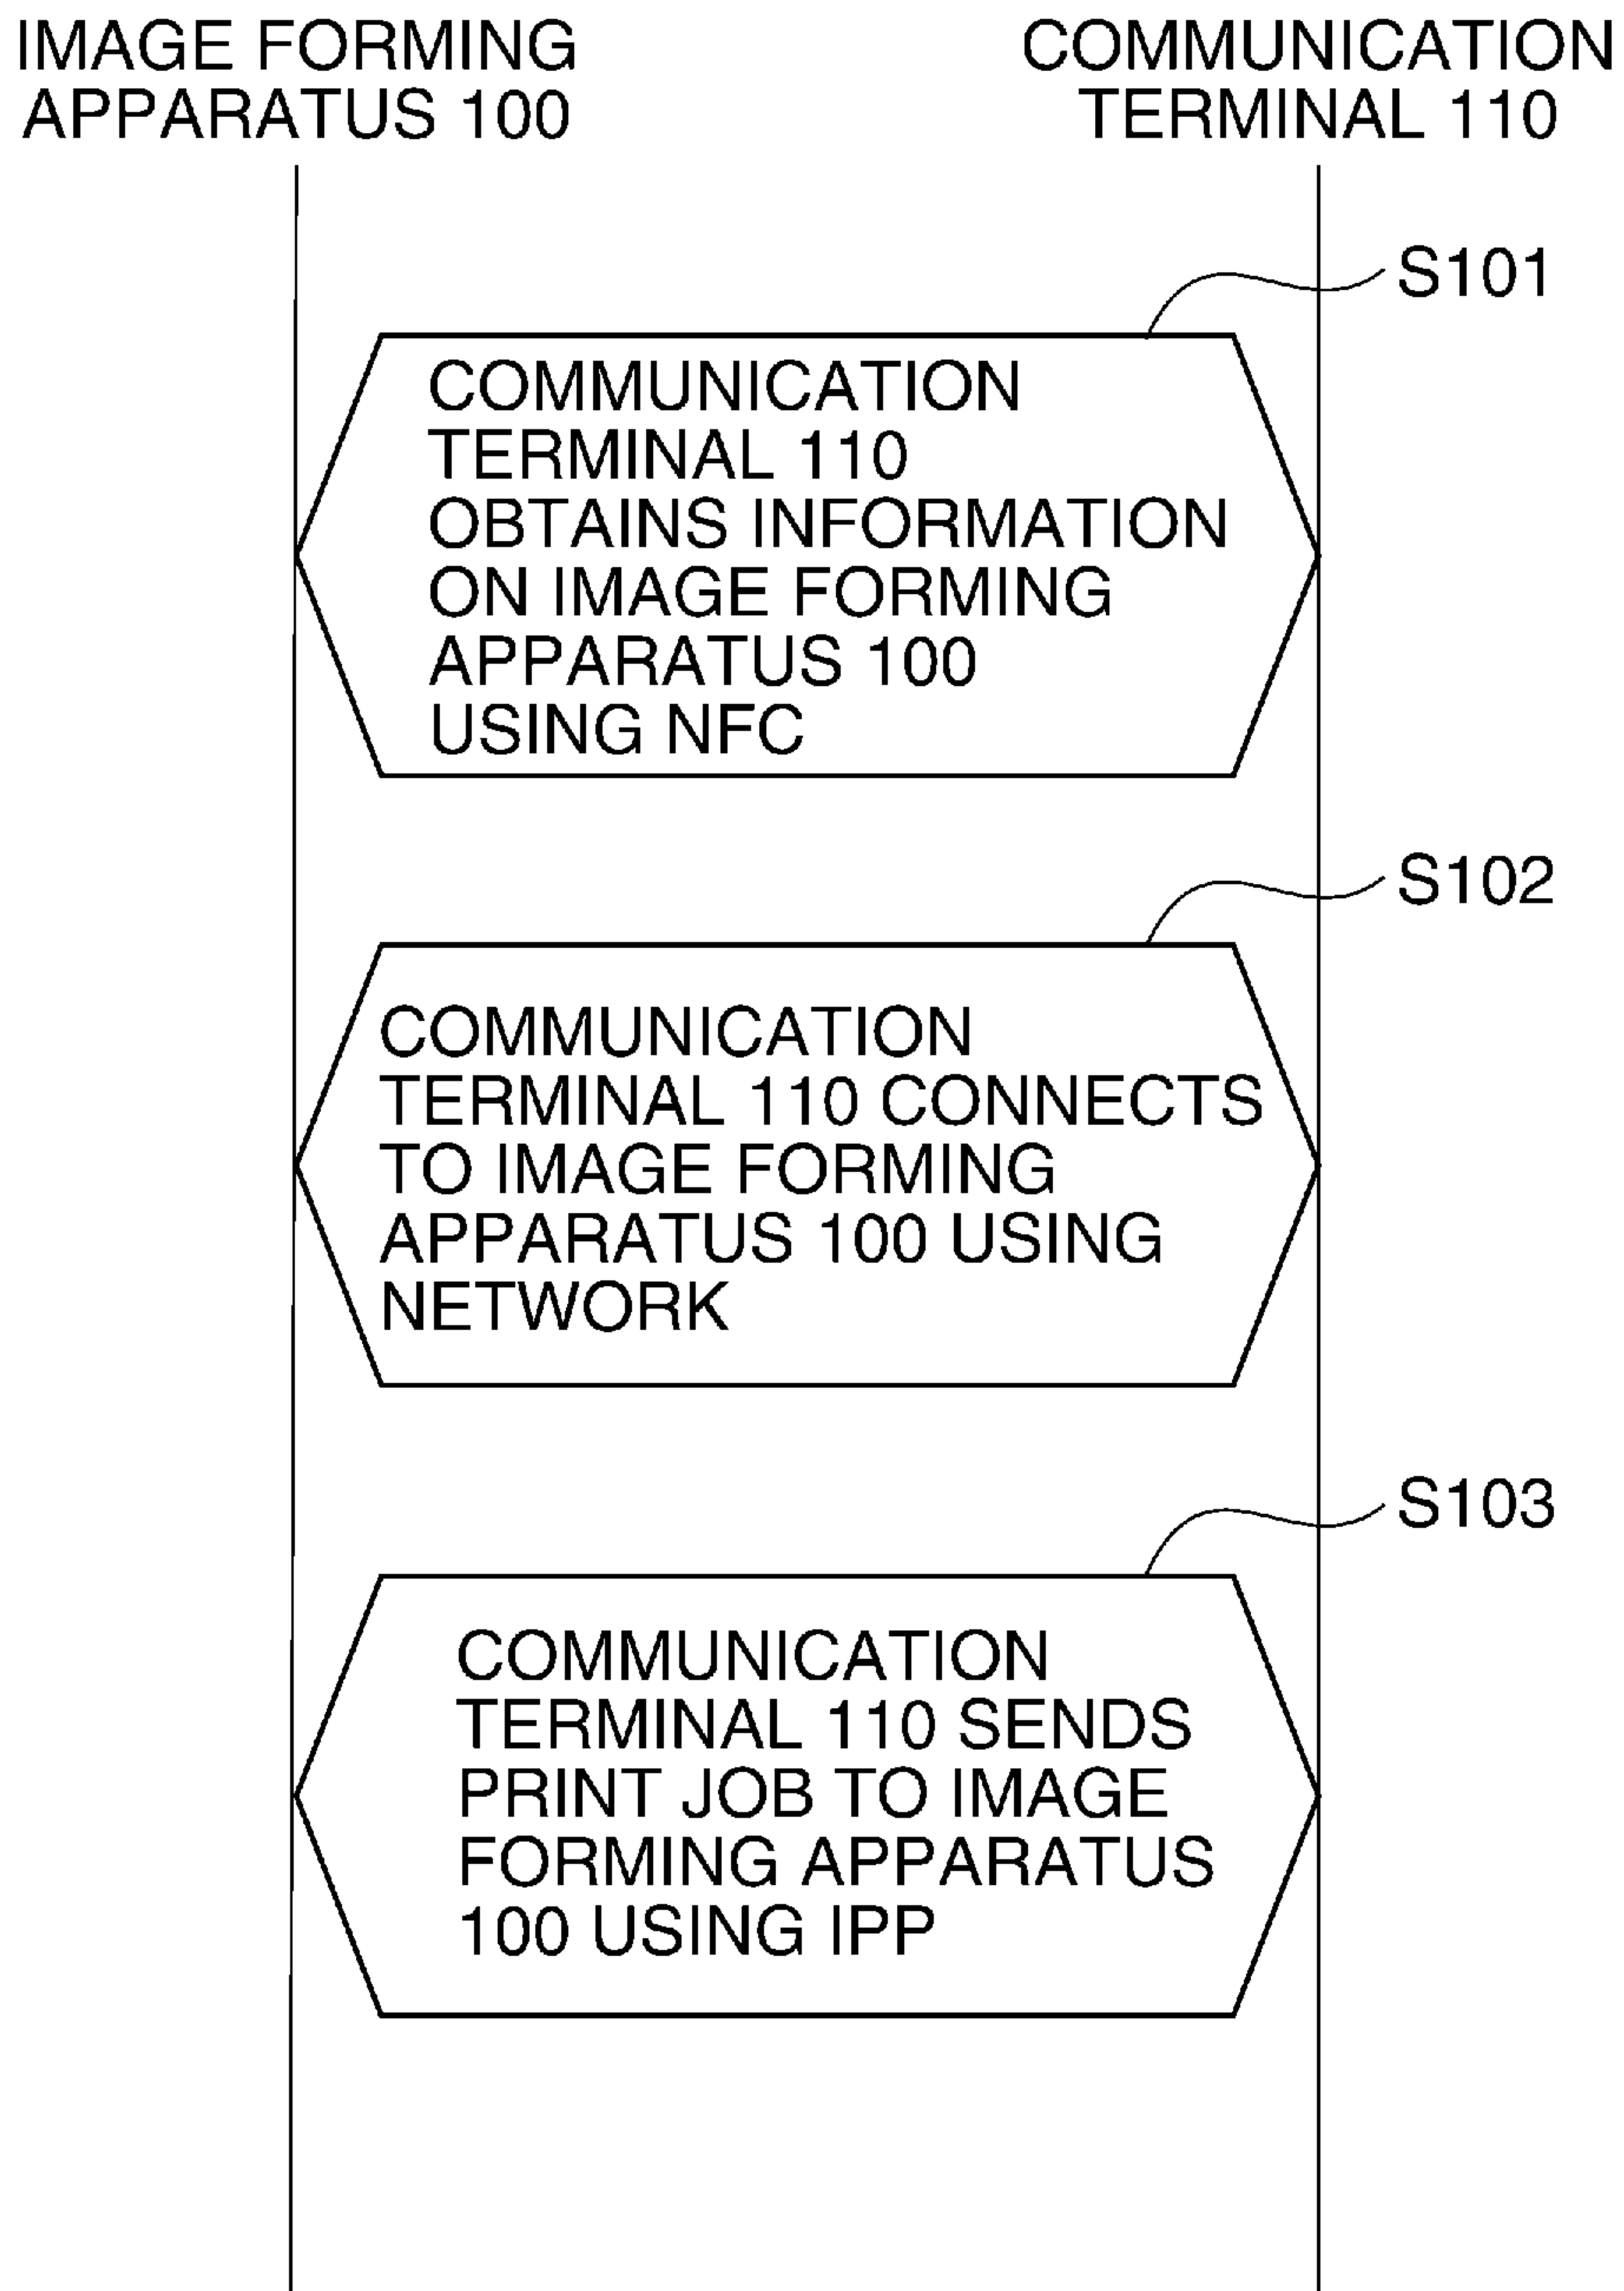 IMAGE FORMING
APPARATUS 100
COMMUNICATION
TERMINAL 110
S101
COMMUNICATION
TERMINAL 110
OBTAINS INFORMATION
ON IMAGE FORMING
APPARATUS 100
USING NFC
S102
COMMUNICATION
TERMINAL 110 CONNECTS
TO IMAGE FORMING
APPARATUS 100 USING
NETWORK
S103
COMMUNICATION
TERMINAL 110 SENDS
PRINT JOB TO IMAGE
FORMING APPARATUS
100 USING IPP